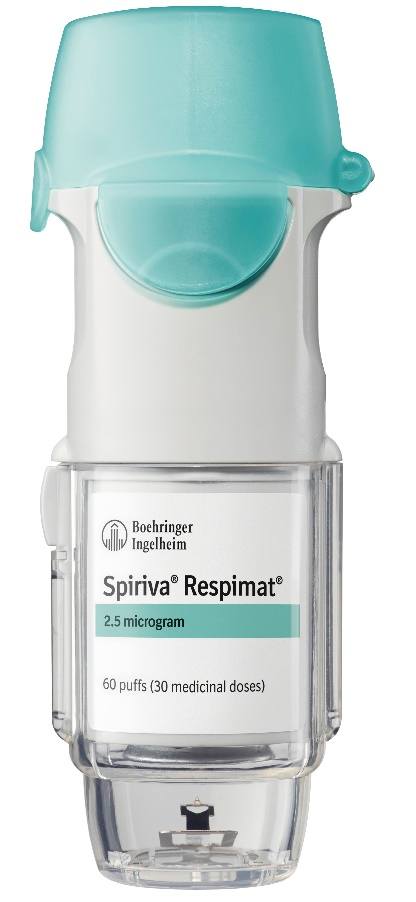 Boehringer
Ingelheim
Spiriva® Respimat®
2.5 microgram
60 puffs (30 medicinal doses)